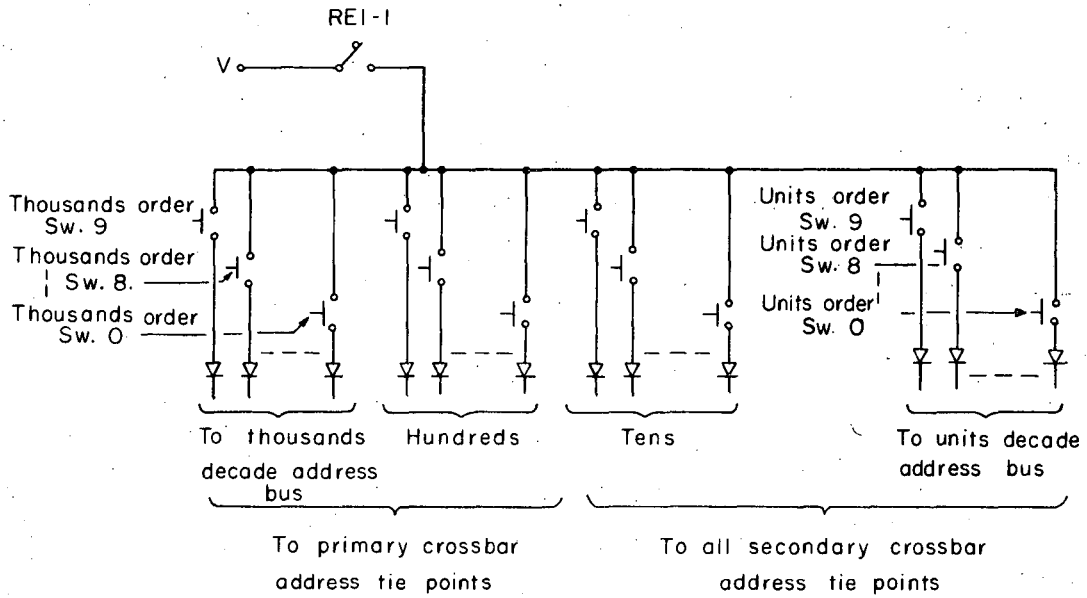 RE1-1
V
Thousands order
Sw. 9
Thousands order
Sw. 8.
Thousands order
Sw. 0
Units order
Sw. 9
Units order
Sw. 8
Units order
Sw. 0
To thousands
decade address
bus
Hundreds
Tens
To units decade
address bus
To primary crossbar
address tie points
To all secondary crossbar
address tie points